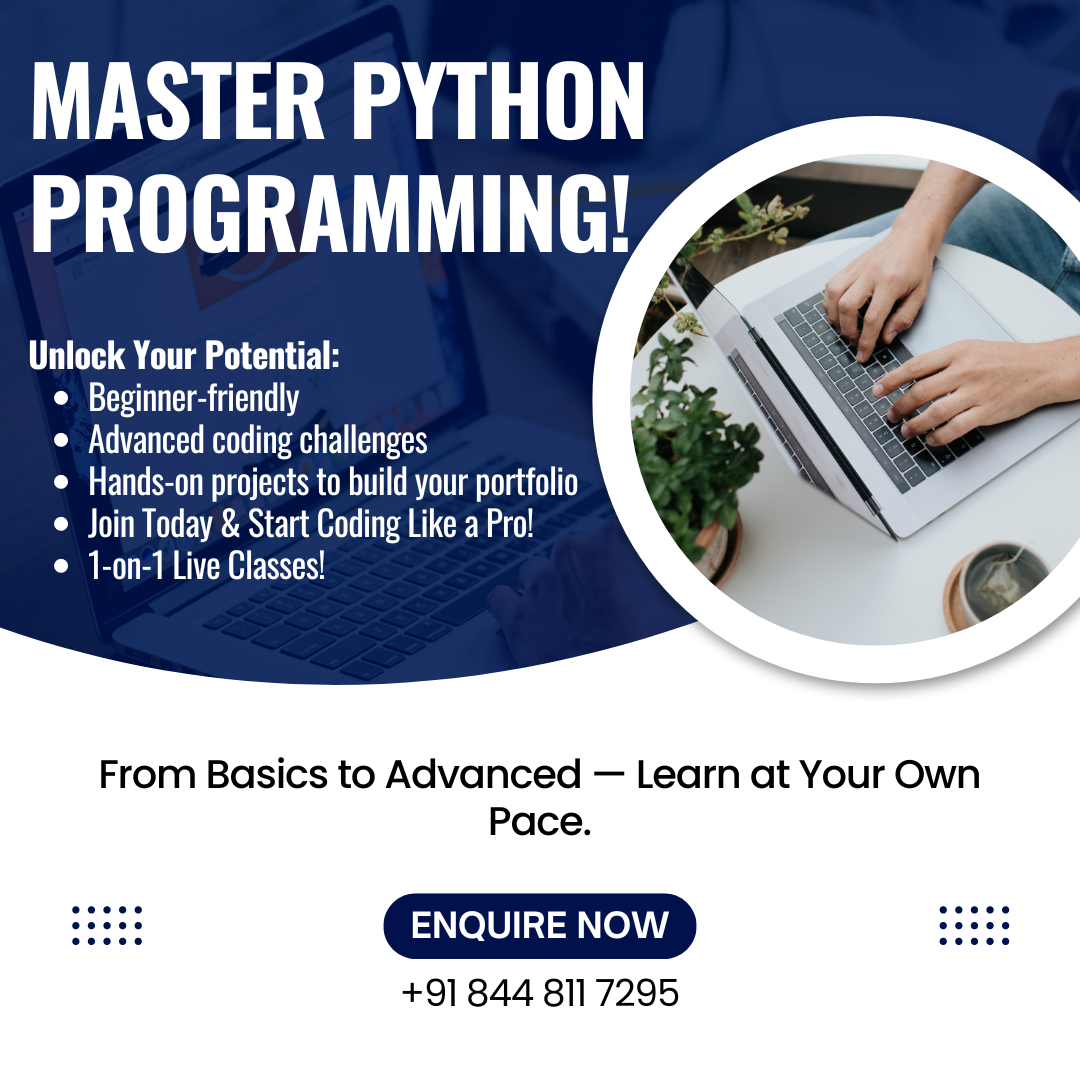 MASTER PYTHON
PROGRAMMING!
Unlock Your Potential:
• Beginner-friendly
• Advanced coding challenges
• Hands-on projects to build your portfolio
• Join Today & Start Coding Like a Pro!
• 1-on-1 Live Classes!
From Basics to Advanced — Learn at Your Own
Pace.
ENQUIRE NOW
+91 844 811 7295